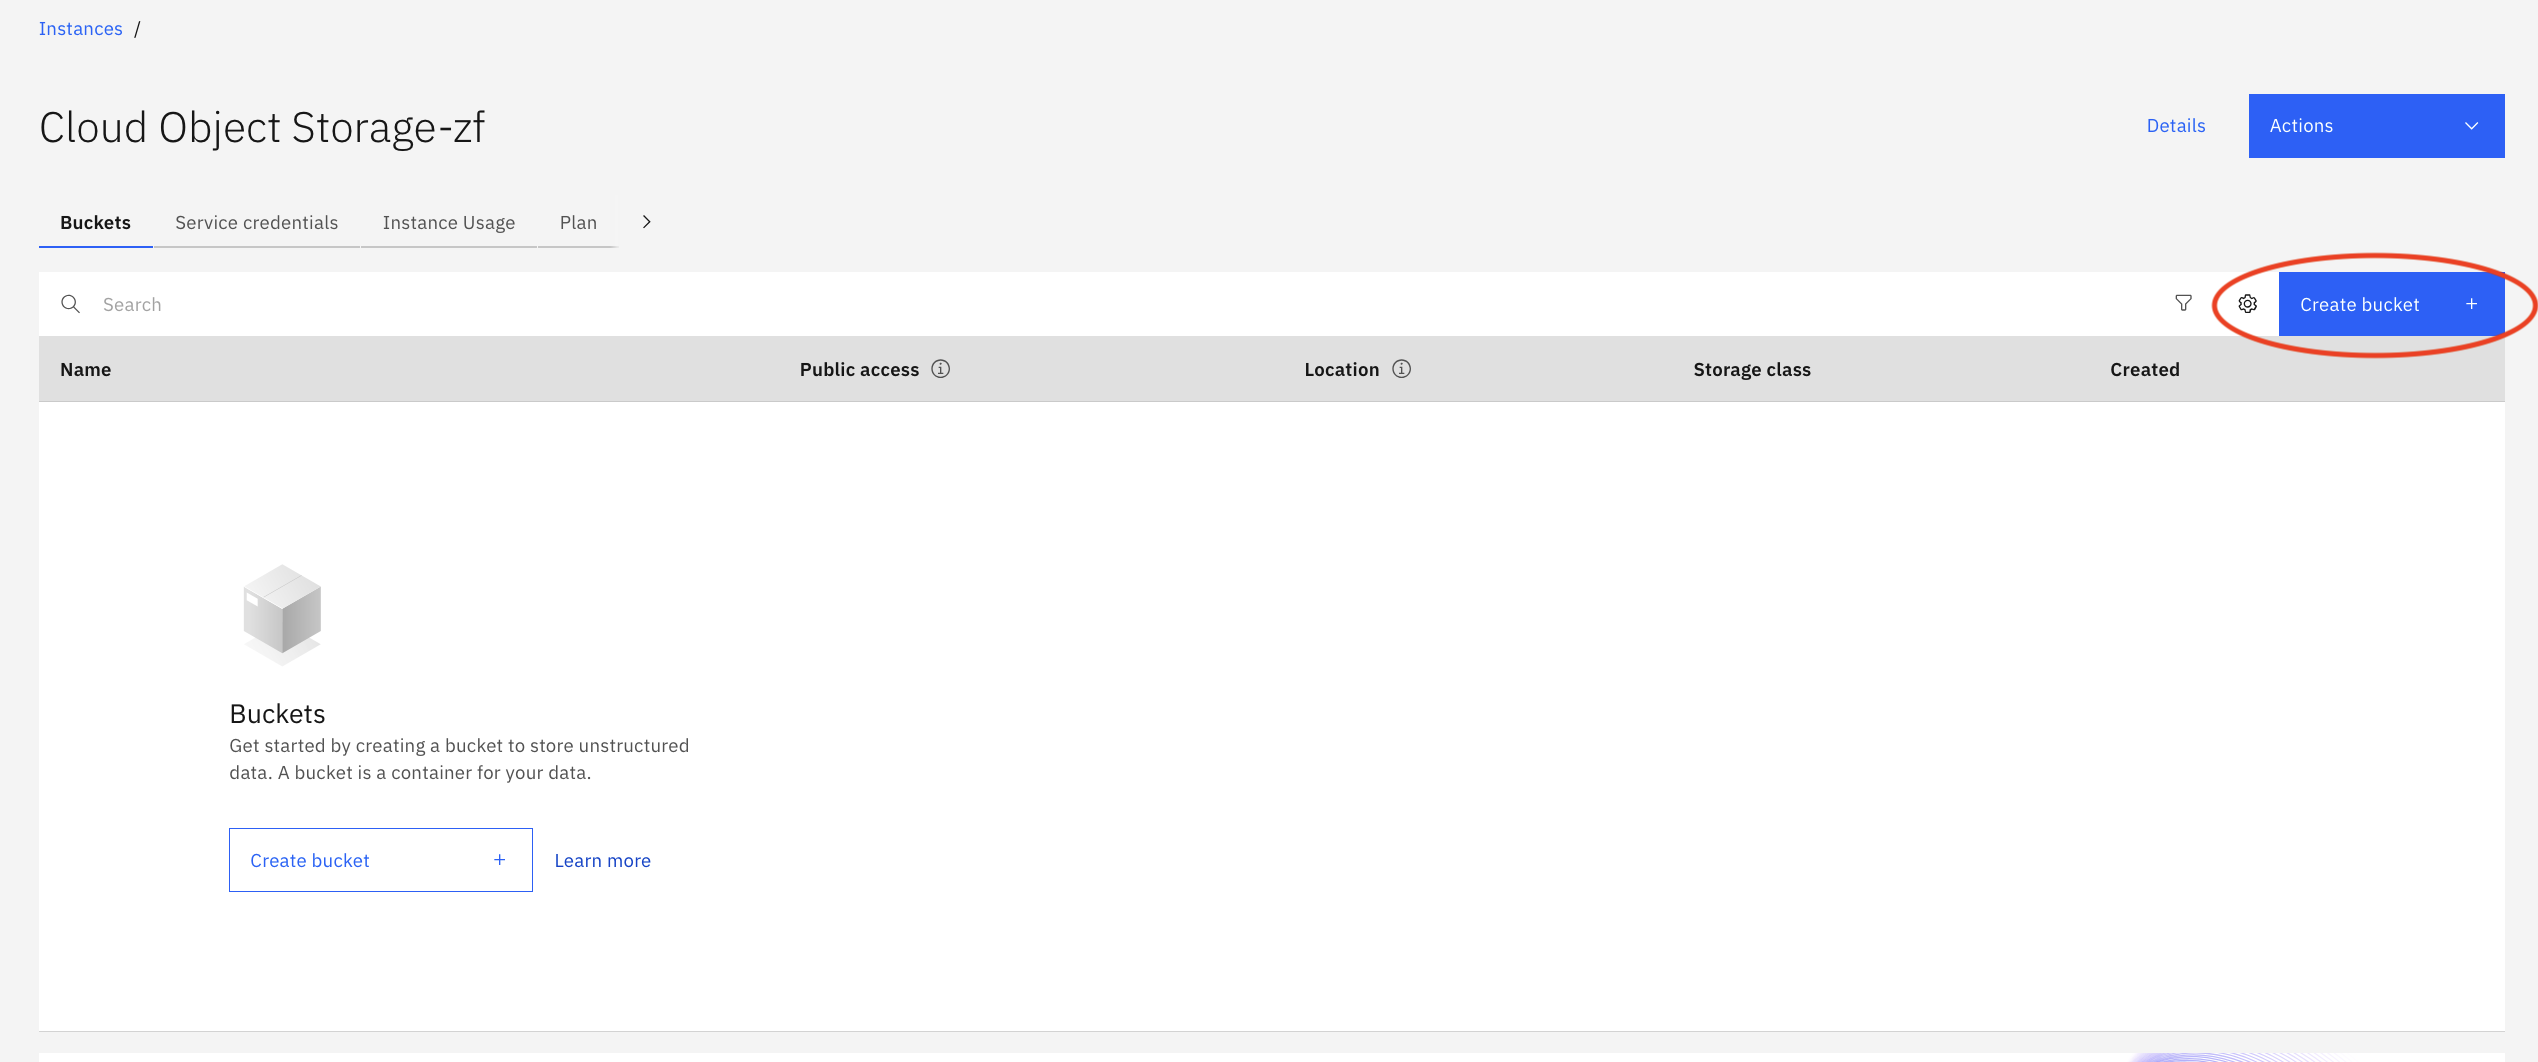 Instances /
Cloud Object Storage-zf
Details
Actions
Buckets Service credentials Instance Usage Plan
Search
Create bucket +
Name Public access Location Storage class Created
Buckets
Get started by creating a bucket to store unstructured
data. A bucket is a container for your data.
Create bucket +
Learn more